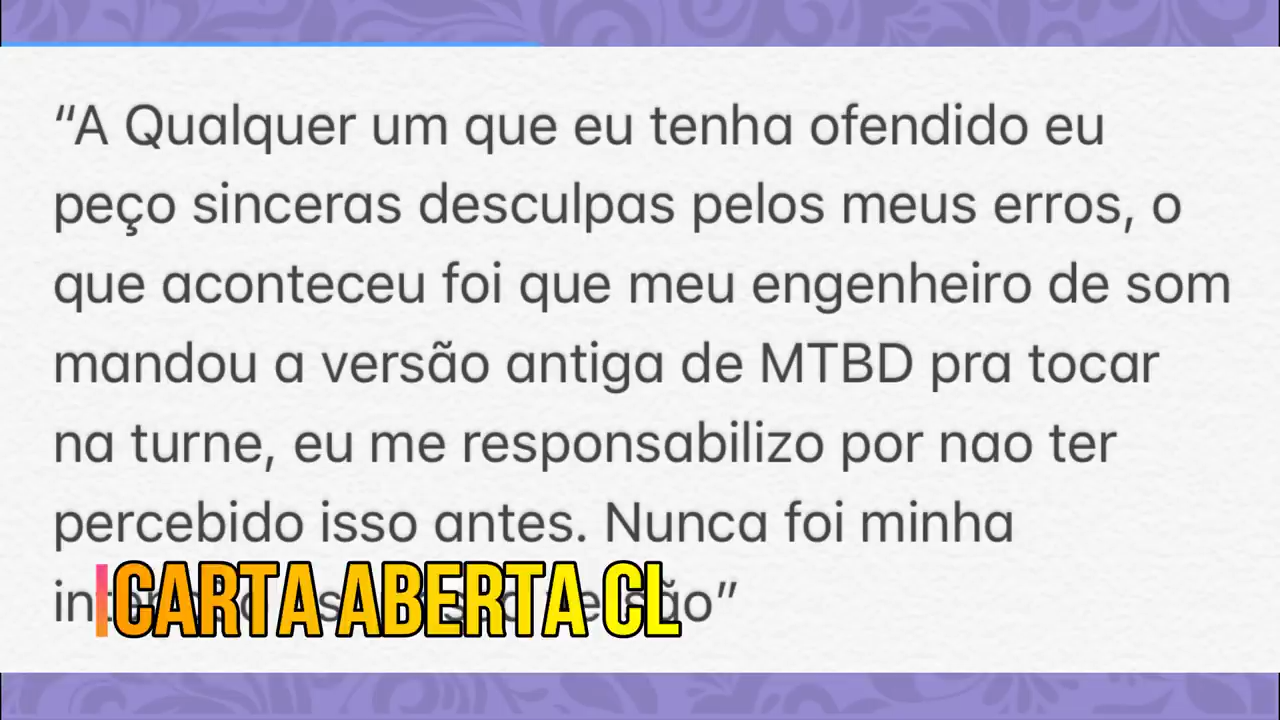 “A Qualquer um que eu tenha ofendido eu
peço sinceras desculpas pelos meus erros, o
que aconteceu foi que meu engenheiro de som
mandou a versão antiga de MTBD pra tocar
na turne, eu me responsabilizo por nao ter
percebido isso antes. Nunca foi minha
CARTA ABERTA CL